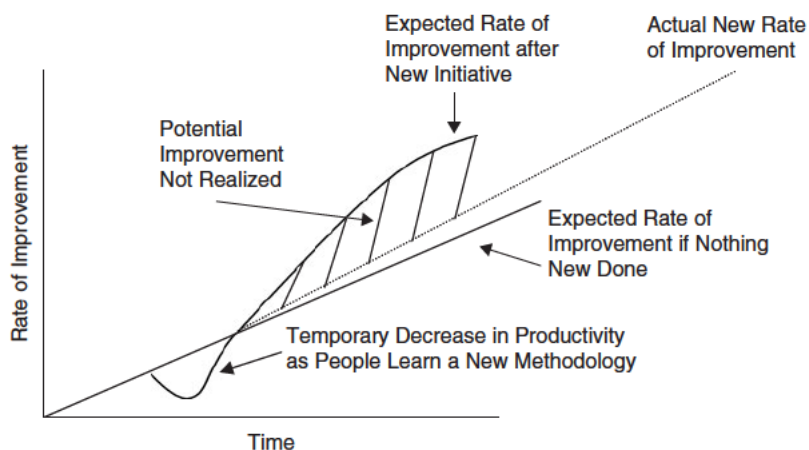 Expected Rate of
Improvement after
New Initiative
Actual New Rate
of Improvement
Potential
Improvement
Not Realized
Expected Rate of
Improvement if Nothing
New Done
Temporary Decrease in Productivity
as People Learn a New Methodology
Rate of Improvement
Time